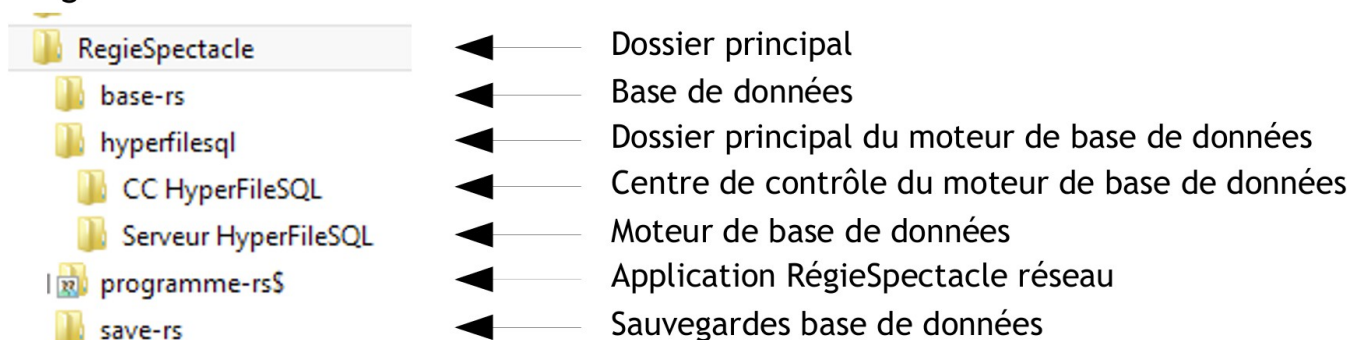 RegieSpectacle Dossier principal
base-rs Base de données
hyperfilesql Dossier principal du moteur de base de données
CC HyperFileSQL Centre de contrôle du moteur de base de données
Serveur HyperFileSQL Moteur de base de données
programme-rs$ Application RégieSpectacle réseau
save-rs Sauvegardes base de données